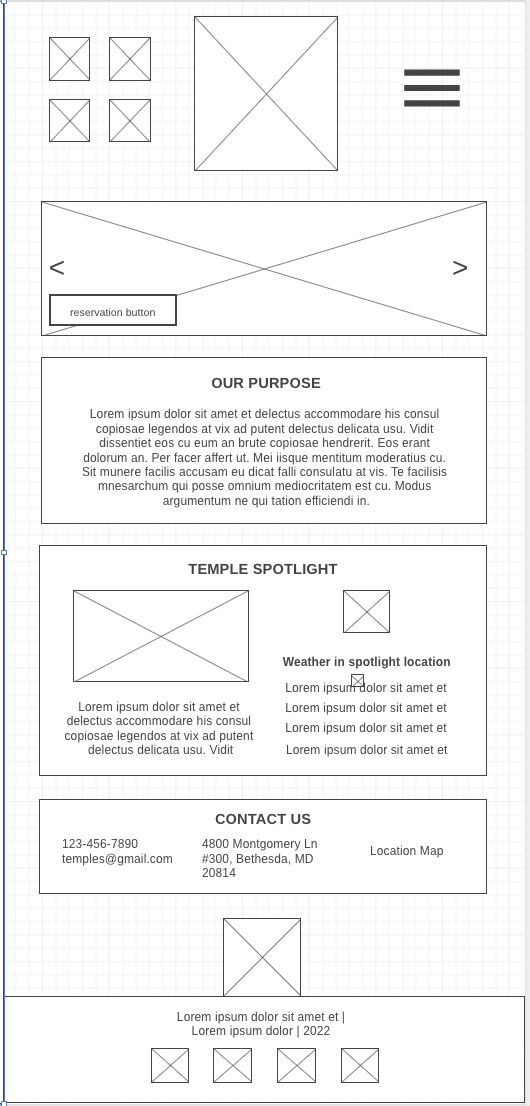 <
>
reservation button
OUR PURPOSE
Lorem ipsum dolor sit amet et delectus accommodare his consul
copiosae legendos at vix ad putent delectus delicata usu. Vidit
dissentiet eos cu eum an brute copiosae hendrerit. Eos erant
dolorum an. Per facer affert ut. Mei iisque mentitum moderatius cu.
Sit munere facilis accusam eu dicat falli consulatu at vis. Te facilisis
mnesarchum qui posse omnium mediocritatem est cu. Modus
argumentum ne qui tation efficiendi in.
TEMPLE SPOTLIGHT
Lorem ipsum dolor sit amet et
delectus accommodare his consul
copiosae legendos at vix ad putent
delectus delicata usu. Vidit
Weather in spotlight location
Lorem ipsum dolor sit amet et
Lorem ipsum dolor sit amet et
Lorem ipsum dolor sit amet et
Lorem ipsum dolor sit amet et
CONTACT US
123-456-7890
temples@gmail.com
4800 Montgomery Ln
#300, Bethesda, MD
20814
Location Map
Lorem ipsum dolor sit amet et |
Lorem ipsum dolor | 2022